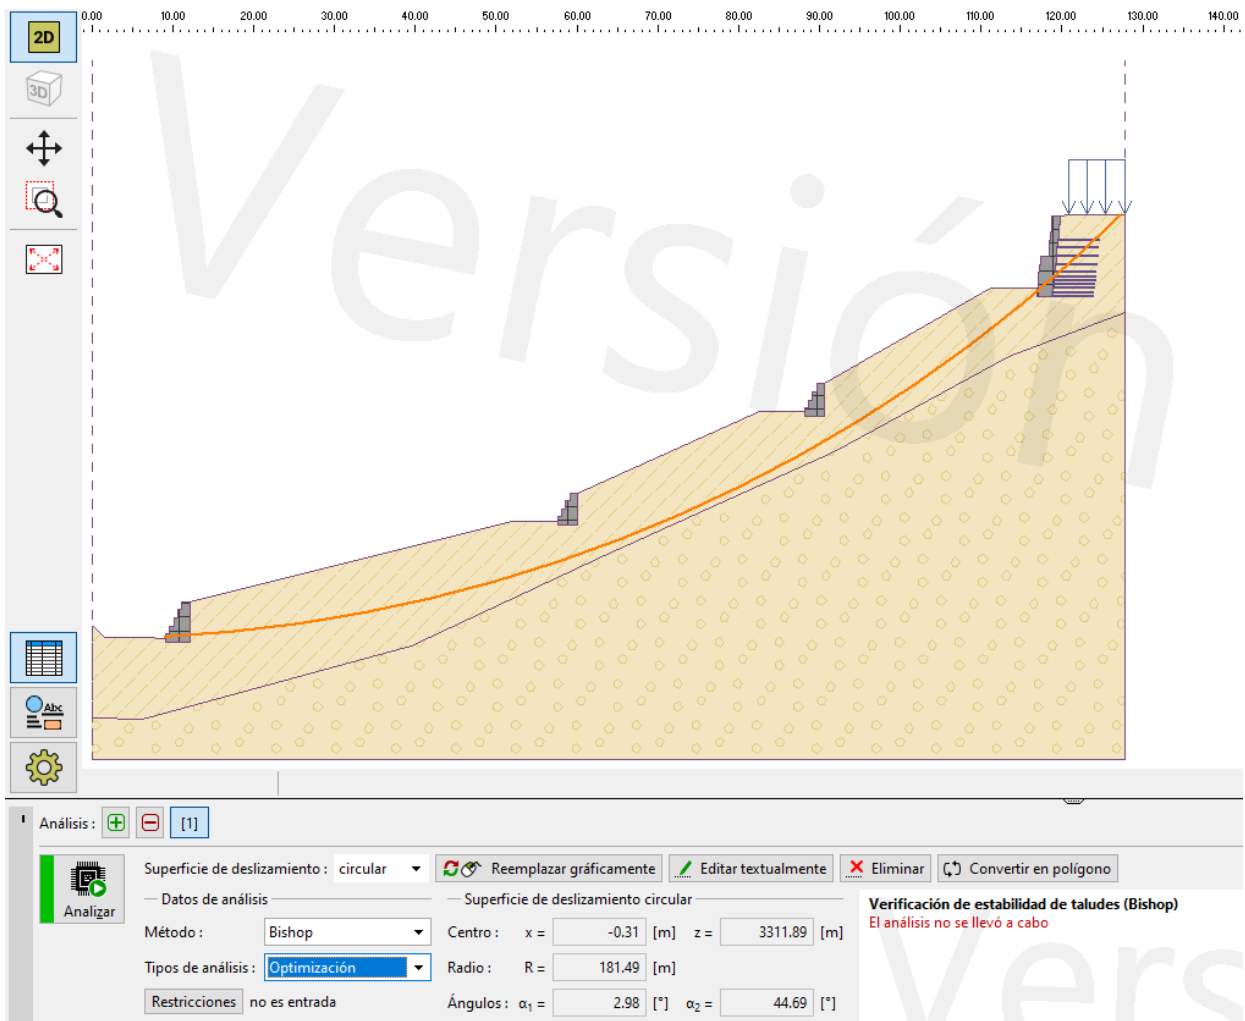 0.00 10.00 20.00 30.00 40.00 50.00 60.00 70.00 80.00 90.00 100.00 110.00 120.00 130.00 140.00
2D
3D
Versión
Abc
Análisis : [1]
Analizar
Superficie de deslizamiento : circular Reemplazar gráficamente Editar textualmente Eliminar Convertir en polígono
Datos de análisis
Método : Bishop
Tipos de análisis : Optimización
Restricciones no es entrada
Superficie de deslizamiento circular
Centro : x = -0.31 [m] z = 3311.89 [m]
Radio : R = 181.49 [m]
Ángulos : α1 = 2.98 [°] α2 = 44.69 [°]
Verificación de estabilidad de taludes (Bishop)
El análisis no se llevó a cabo
Vers